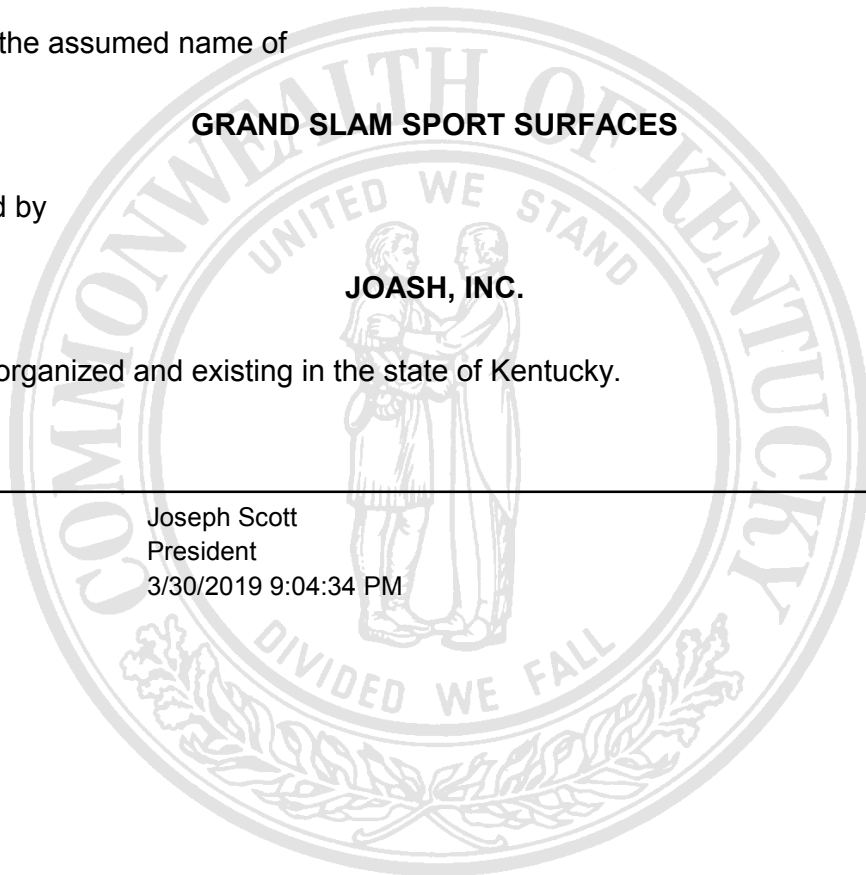 the assumed name of
GRAND SLAM SPORT SURFACES
d by
JOASH, INC.
organized and existing in the state of Kentucky.
Joseph Scott
President
3/30/2019 9:04:34 PM
COMMONWEALTH OF KENTUCKY
UNITED WE STAND
DIVIDED WE FALL